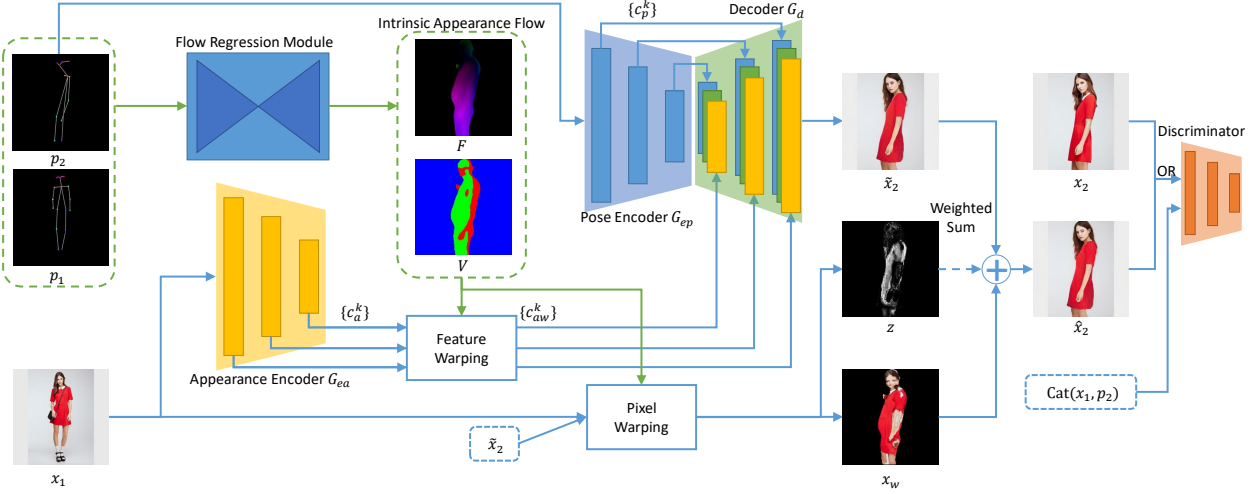 {c_p^k}
Decoder G_d
Intrinsic Appearance Flow
Flow Regression Module
p_2
F
x̃_2
x_2
Discriminator
OR
Pose Encoder G_ep
Weighted
Sum
p_1
V
z
x̂_2
{c_a^k}
{c_aw^k}
Feature
Warping
Appearance Encoder G_ea
Cat(x_1, p_2)
Pixel
Warping
x̃_2
x_1
x_w